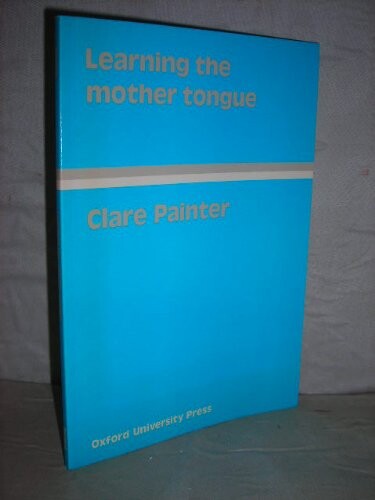 Learning the
mother tongue
Clare Painter
Oxford University Press